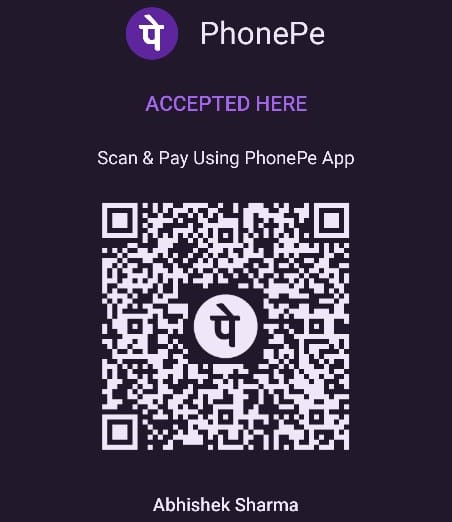 पे PhonePe
ACCEPTED HERE
Scan & Pay Using PhonePe App
पे
Abhishek Sharma